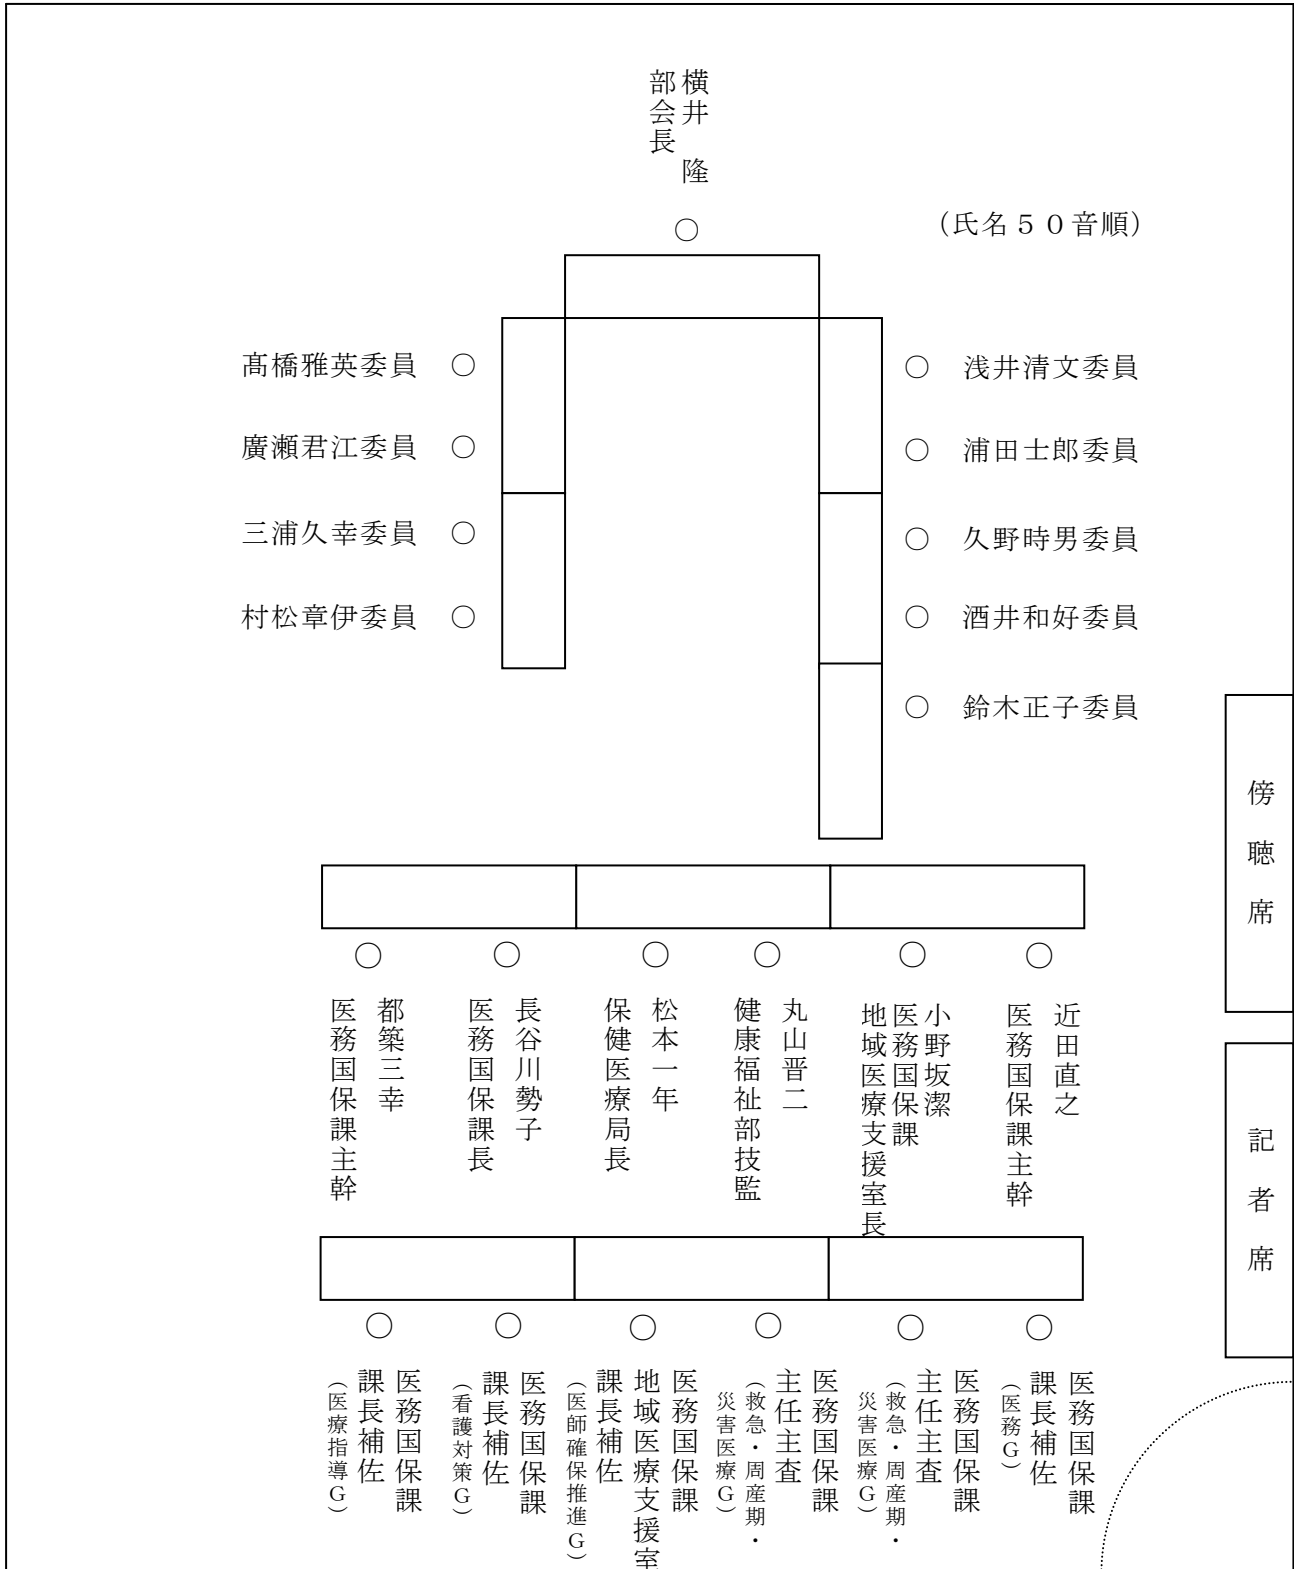 横井　隆
部会長
○
（氏名５０音順）
髙橋雅英委員　○
廣瀬君江委員　○
三浦久幸委員　○
村松章伊委員　○
○　浅井清文委員
○　浦田士郎委員
○　久野時男委員
○　酒井和好委員
○　鈴木正子委員
傍聴席
記者席
○　○　○　○　○　○
近田直之
医務国保課主幹
小野坂潔
医務国保課
地域医療支援室長
丸山晋二
健康福祉部技監
松本一年
保健医療局長
長谷川勢子
医務国保課長
都築三幸
医務国保課主幹
○　○　○　○　○　○
医務国保課
課長補佐
（医務Ｇ）
医務国保課
主任主査
（救急・周産期・
災害医療Ｇ）
医務国保課
主任主査
（救急・周産期・
災害医療Ｇ）
医務国保課
地域医療支援室
課長補佐
（医師確保推進Ｇ）
医務国保課
課長補佐
（看護対策Ｇ）
医務国保課
課長補佐
（医療指導Ｇ）